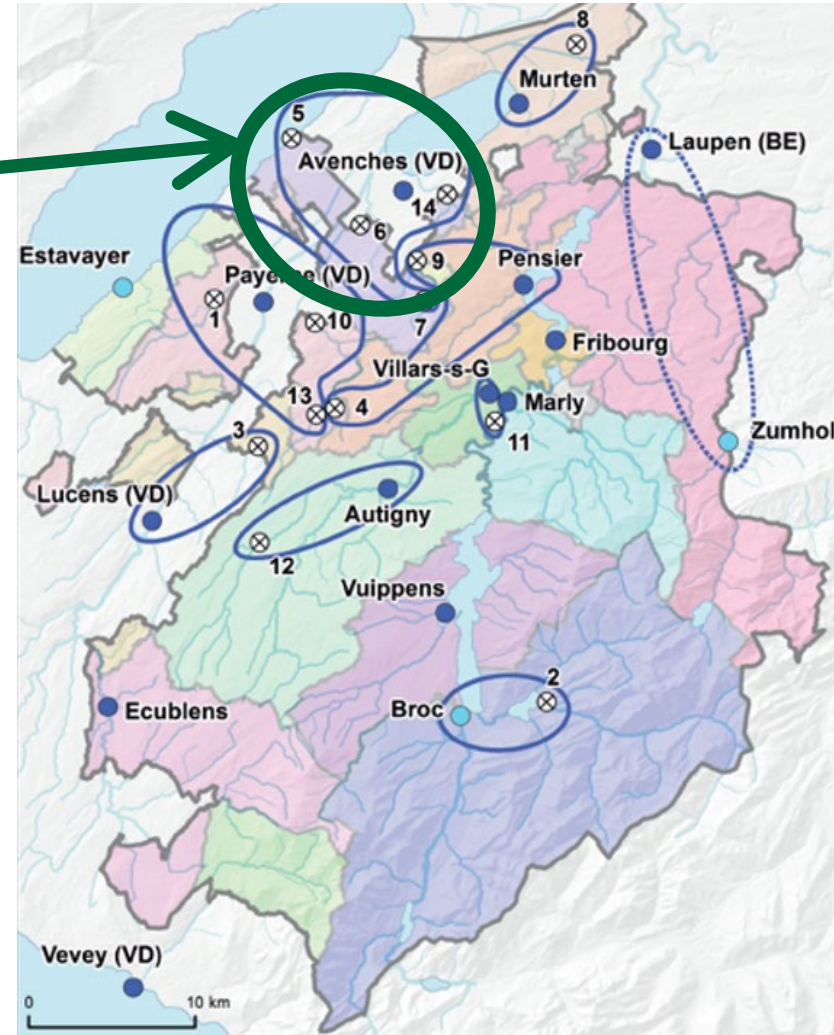 8
Murten
5
Laupen (BE)
Avenches (VD)
14
6
Estavayer
9
Pensier
Payerne (VD)
1
10
7
Fribourg
Villars-s-G
13
4
Marly
3
11
Zumhol
Lucens (VD)
Autigny
12
Vuippens
2
Broc
Ecublens
Vevey (VD)
0
10 km